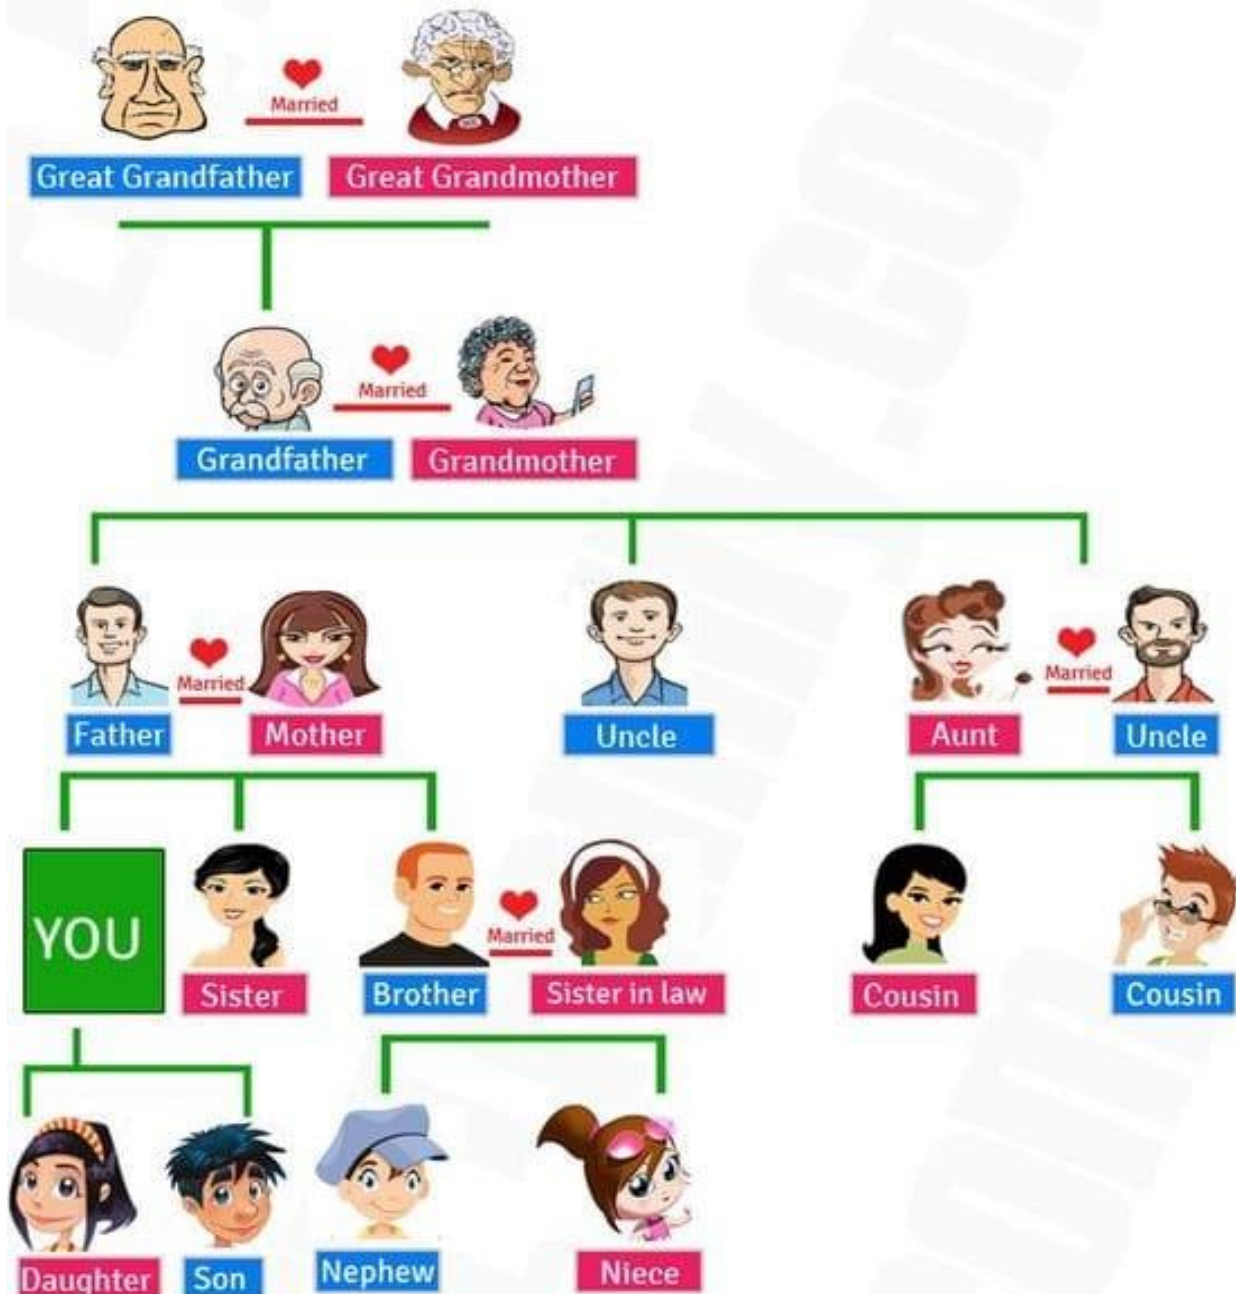 Married
Great Grandfather Great Grandmother
Married
Grandfather Grandmother
Married Married
Father Mother Uncle Aunt Uncle
YOU
Married
Sister Brother Sister in law Cousin Cousin
Daughter Son Nephew Niece